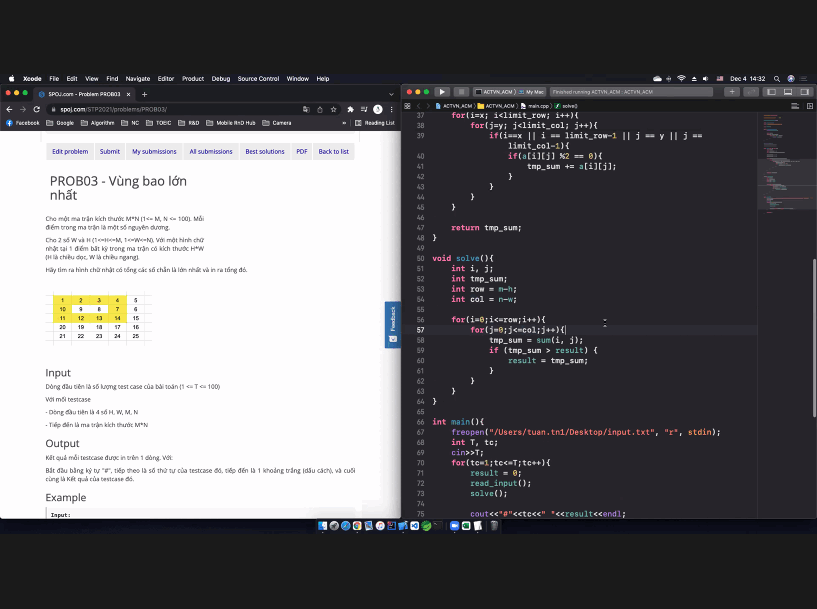 Xcode File Edit View Find Navigate Editor Product Debug Source Control Window Help
Dec 4 14:32
SPOJ.com - Problem PROB03
spoj.com/STP2021/problems/PROB03/
Facebook Google Algorithm NC TOEIC R&D Mobile RnD Hub Camera » Reading List
Edit problem Submit My submissions All submissions Best solutions PDF Back to list
PROB03 - Vùng bao lớn
nhất
Cho một ma trận kích thước M*N (1<= M, N <= 100). Mỗi
điểm trong ma trận là một số nguyên dương.
Cho 2 số W và H (1<=H<=M, 1<=W<=N). Với một hình chữ
nhật tại 1 điểm bất kỳ trong ma trận có kích thước H*W
(H là chiều dọc, W là chiều ngang).
Hãy tìm ra hình chữ nhật có tổng các số chẵn là lớn nhất và in ra tổng đó.
1 2 3 4 5
10 9 8 7 6
11 12 13 14 15
20 19 18 17 16
21 22 23 24 25
Feedback
Input
Dòng đầu tiên là số lượng test case của bài toán (1 <= T <= 100)
Với mỗi testcase
- Dòng đầu tiên là 4 số H, W, M, N
- Tiếp đến là ma trận kích thước M*N
Output
Kết quả mỗi testcase được in trên 1 dòng. Với:
Bắt đầu bằng ký tự "#", tiếp theo là số thứ tự của testcase đó, tiếp đến là 1 khoảng trắng (dấu cách), và cuối
cùng là Kết quả của testcase đó.
Example
Input:
ACTVN_ACM My Mac Finished running ACTVN_ACM : ACTVN_ACM
ACTVN_ACM ACTVN_ACM main.cpp solve()
37 for(i=x; i<limit_row; i++){
38 for(j=y; j<limit_col; j++){
39 if(i==x || i == limit_row-1 || j == y || j ==
limit_col-1){
40 if(a[i][j] %2 == 0){
41 tmp_sum += a[i][j];
42 }
43 }
44 }
45 }
46
47 return tmp_sum;
48 }
49
50 void solve(){
51 int i, j;
52 int tmp_sum;
53 int row = m-h;
54 int col = n-w;
55
56 for(i=0;i<=row;i++){
57 for(j=0;j<=col;j++){
58 tmp_sum = sum(i, j);
59 if (tmp_sum > result) {
60 result = tmp_sum;
61 }
62 }
63 }
64 }
65
66 int main(){
67 freopen("/Users/tuan.tn1/Desktop/input.txt", "r", stdin);
68 int T, tc;
69 cin>>T;
70 for(tc=1;tc<=T;tc++){
71 result = 0;
72 read_input();
73 solve();
74
75 cout<<"#"<<tc<<" "<<result<<endl;